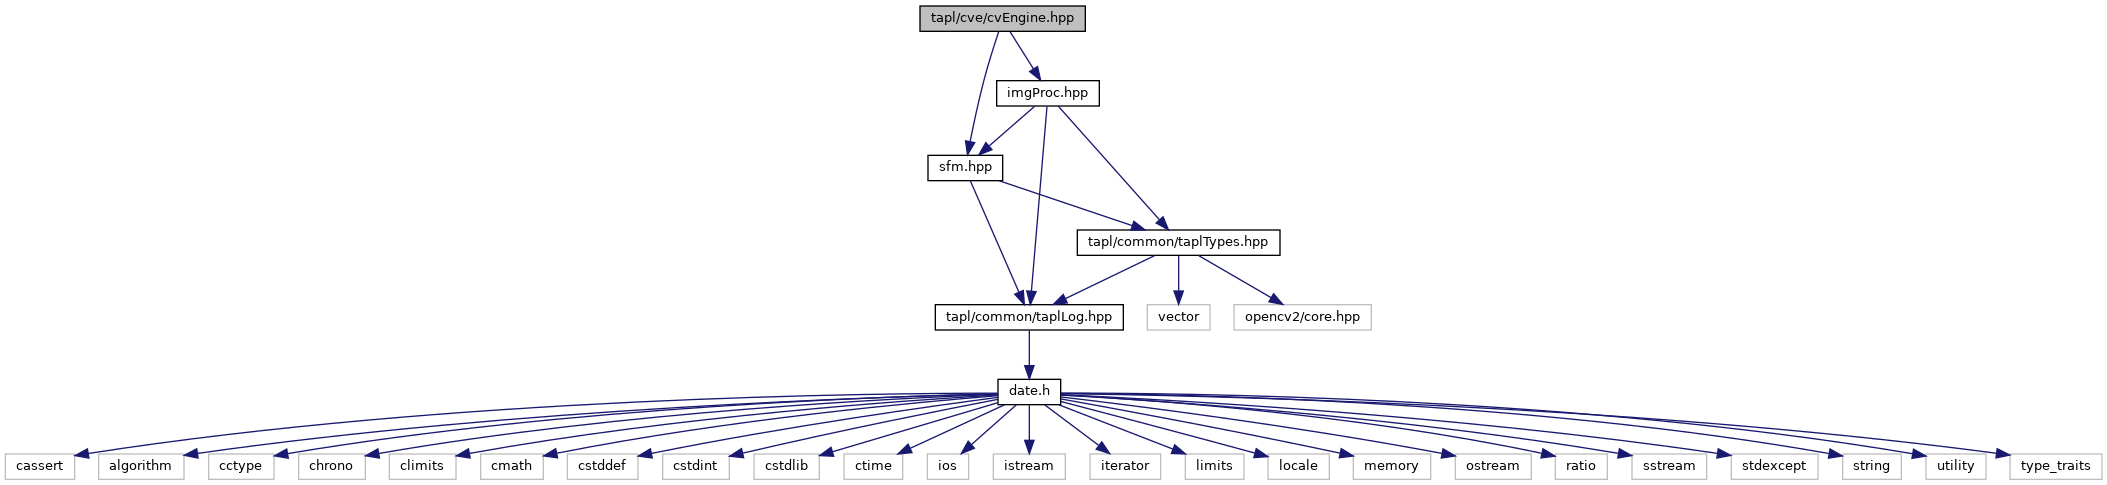 tapl/cve/cvEngine.hpp
imgProc.hpp
sfm.hpp
tapl/common/taplTypes.hpp
tapl/common/taplLog.hpp
vector
opencv2/core.hpp
date.h
cassert
algorithm
cctype
chrono
climits
cmath
cstddef
cstdint
cstdlib
ctime
ios
istream
iterator
limits
locale
memory
ostream
ratio
sstream
stdexcept
string
utility
type_traits